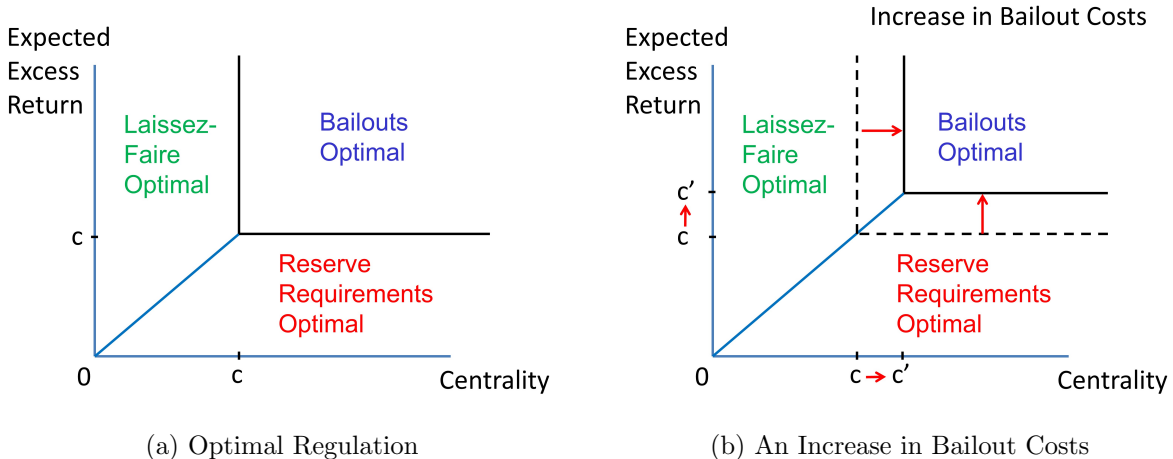 Expected
Excess
Return
Laissez-
Faire
Optimal
Bailouts
Optimal
c
Reserve
Requirements
Optimal
0
c
Centrality
(a) Optimal Regulation
Increase in Bailout Costs
Expected
Excess
Return
Laissez-
Faire
Optimal
Bailouts
Optimal
c’
c
Reserve
Requirements
Optimal
0
c
c’
Centrality
(b) An Increase in Bailout Costs